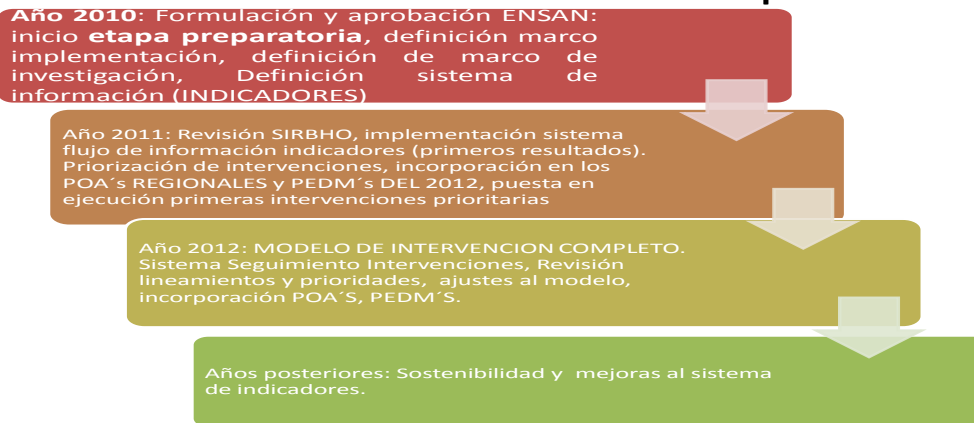 Año 2010: Formulación y aprobación ENSAN:
inicio etapa preparatoria, definición marco
implementación, definición de marco de
investigación, Definición sistema de
información (INDICADORES)
Año 2011: Revisión SIRBHO, implementación sistema
flujo de información indicadores (primeros resultados).
Priorización de intervenciones, incorporación en los
POA´s REGIONALES y PEDM´s DEL 2012, puesta en
ejecución primeras intervenciones prioritarias
Año 2012: MODELO DE INTERVENCION COMPLETO.
Sistema Seguimiento Intervenciones, Revisión
lineamientos y prioridades, ajustes al modelo,
incorporación POA´S, PEDM´S.
Años posteriores: Sostenibilidad y mejoras al sistema
de indicadores.